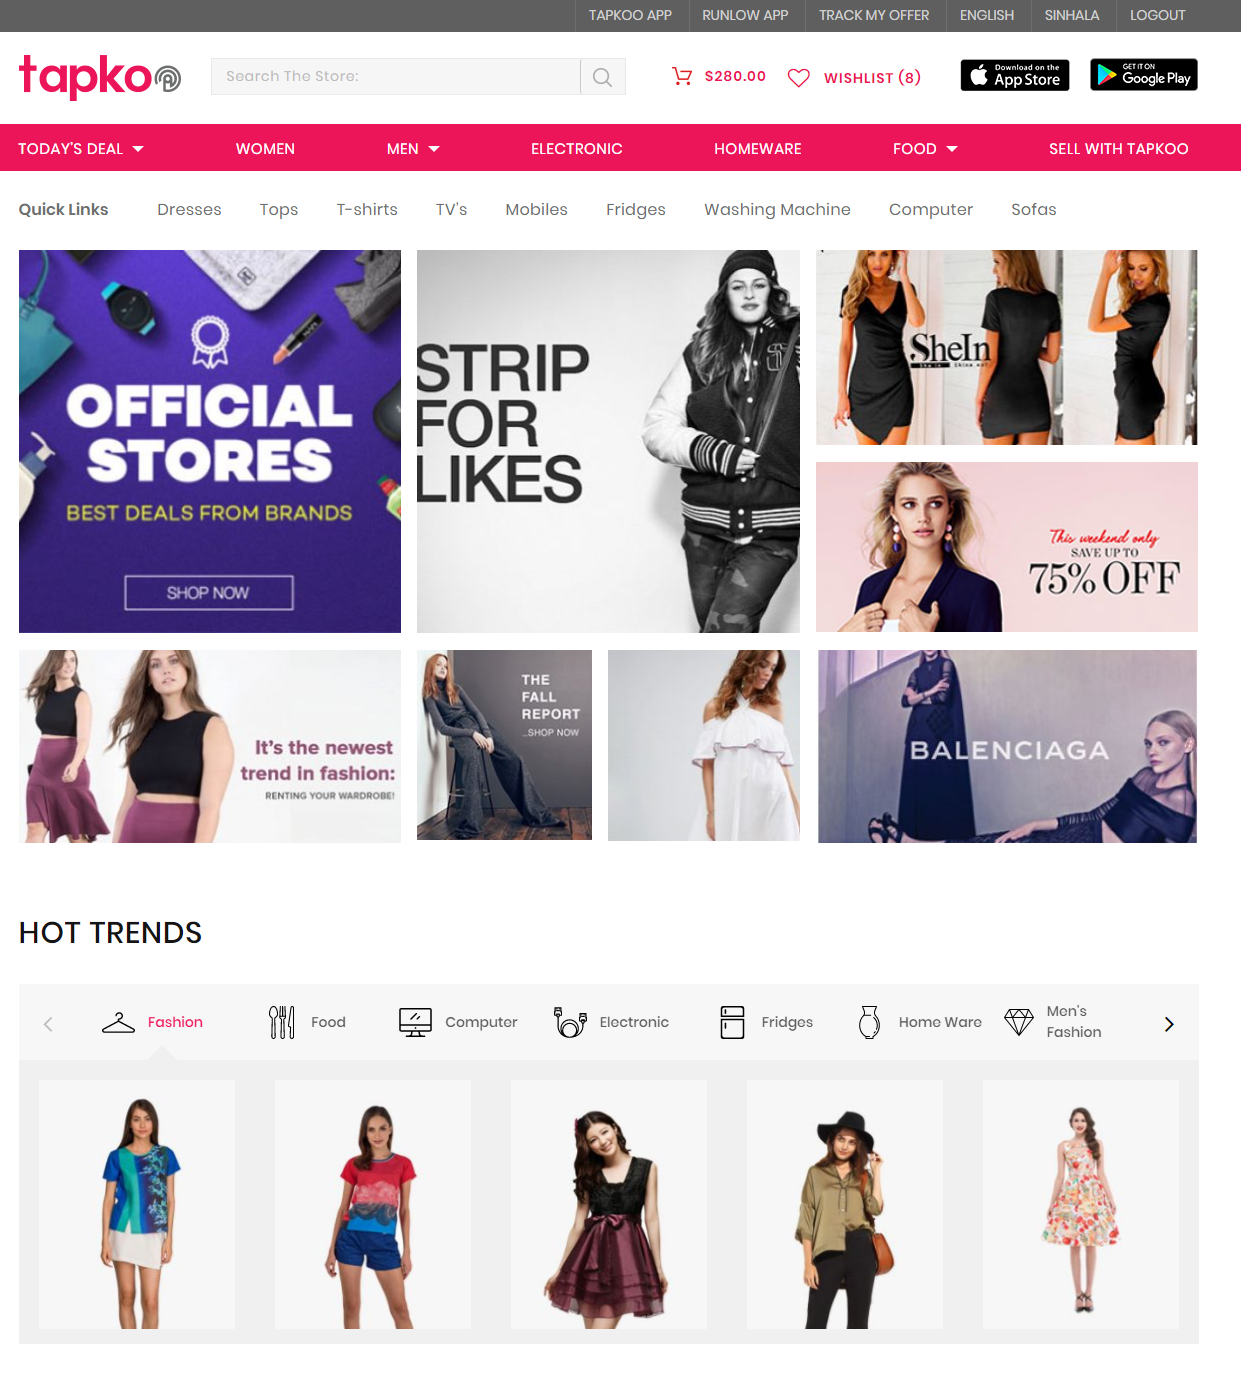 TAPKOO APP RUNLOW APP TRACK MY OFFER ENGLISH SINHALA LOGOUT
tapkoo
Search The Store:
$280.00
WISHLIST (8)
Download on the
App Store
GET IT ON
Google Play
TODAY'S DEAL WOMEN MEN ELECTRONIC HOMEWARE FOOD SELL WITH TAPKOO
Quick Links Dresses Tops T-shirts TV's Mobiles Fridges Washing Machine Computer Sofas
OFFICIAL
STORES
BEST DEALS FROM BRANDS
SHOP NOW
STRIP
FOR
LIKES
SheIn
This weekend only
SAVE UP TO
75% OFF
It's the newest
trend in fashion:
RENTING YOUR WARDROBE!
THE
FALL
REPORT
...SHOP NOW
BALENCIAGA
HOT TRENDS
Fashion Food Computer Electronic Fridges Home Ware Men's
Fashion